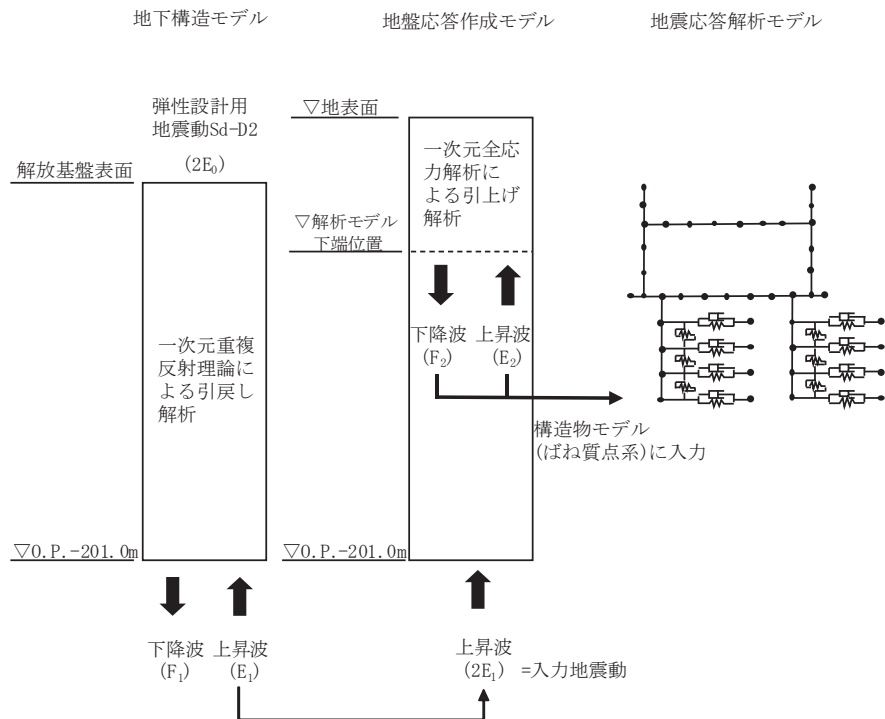 地下構造モデル
地盤応答作成モデル
地震応答解析モデル
弾性設計用
地震動Sd-D2
(2E₀)
解放基盤表面
一次元重複
反射理論に
よる引戻し
解析
▽O.P.-201.0m
下降波 上昇波
(F₁) (E₁)
▽地表面
一次元全応
力解析に
よる引上げ
解析
▽解析モデル
下端位置
下降波 上昇波
(F₂) (E₂)
構造物モデル
(ばね質点系)に入力
▽O.P.-201.0m
上昇波
(2E₁) =入力地震動